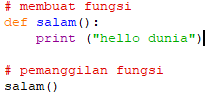 # membuat fungsi
def salam():
    print ("hello dunia")

# pemanggilan fungsi
salam()